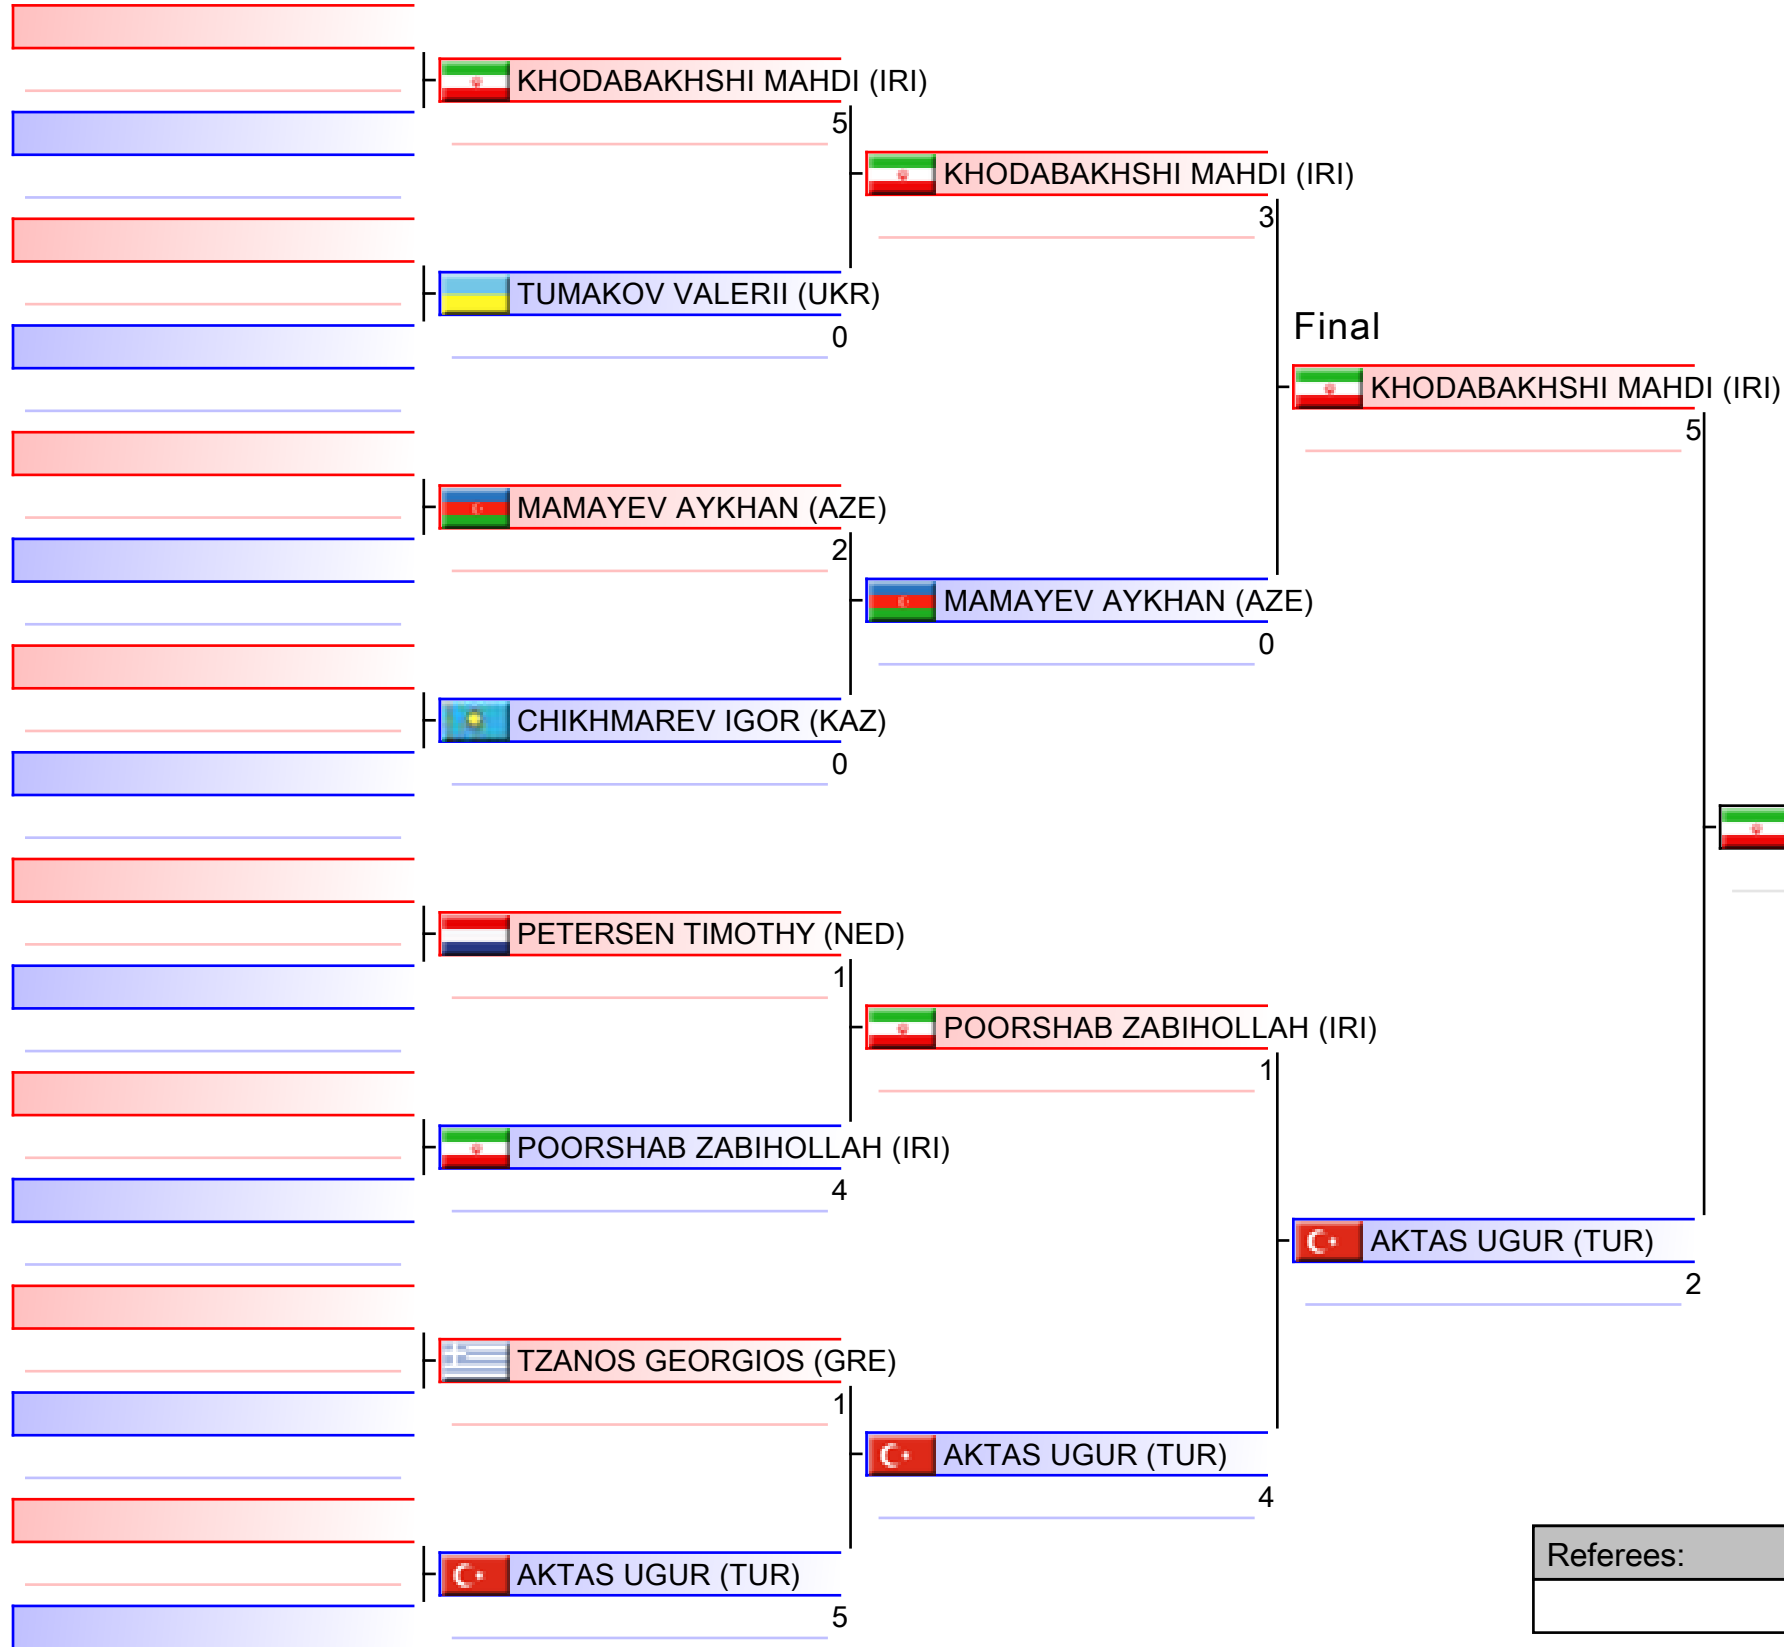 KHODABAKHSHI MAHDI (IRI)
5
KHODABAKHSHI MAHDI (IRI)
3
TUMAKOV VALERII (UKR)
0
Final
KHODABAKHSHI MAHDI (IRI)
5
MAMAYEV AYKHAN (AZE)
2
MAMAYEV AYKHAN (AZE)
0
CHIKHMAREV IGOR (KAZ)
0
PETERSEN TIMOTHY (NED)
1
POORSHAB ZABIHOLLAH (IRI)
1
POORSHAB ZABIHOLLAH (IRI)
4
AKTAS UGUR (TUR)
2
TZANOS GEORGIOS (GRE)
1
AKTAS UGUR (TUR)
4
AKTAS UGUR (TUR)
5
Referees: